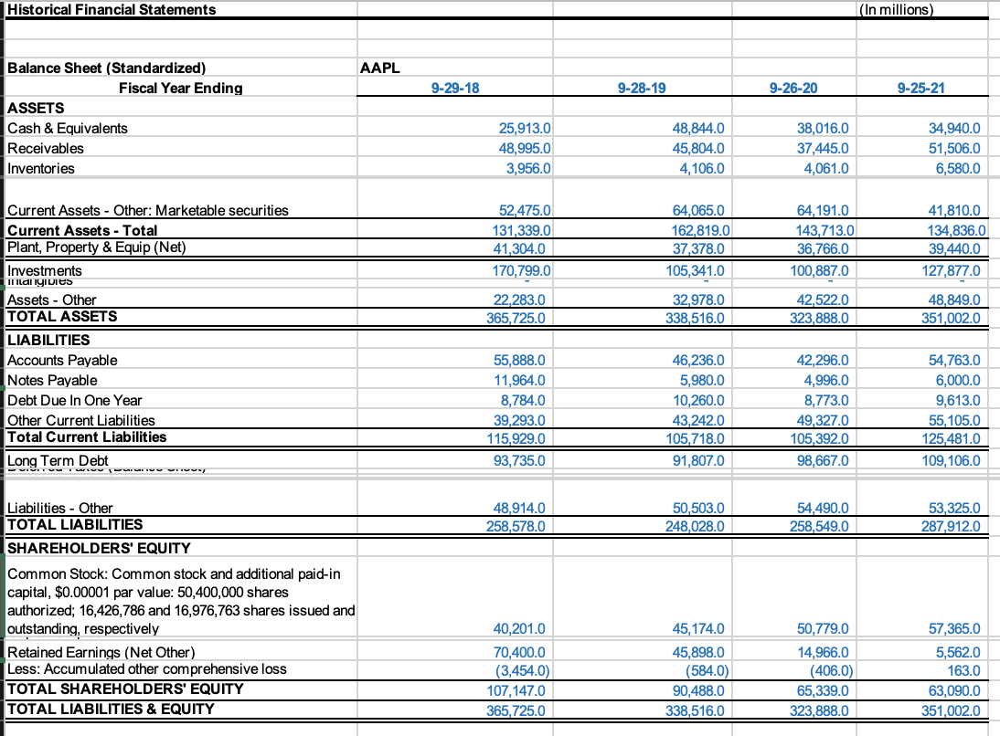 Historical Financial Statements (In millions)
Balance Sheet (Standardized) AAPL
Fiscal Year Ending 9-29-18 9-28-19 9-26-20 9-25-21
ASSETS
Cash & Equivalents 25,913.0 48,844.0 38,016.0 34,940.0
Receivables 48,995.0 45,804.0 37,445.0 51,506.0
Inventories 3,956.0 4,106.0 4,061.0 6,580.0
Current Assets - Other: Marketable securities 52,475.0 64,065.0 64,191.0 41,810.0
Current Assets - Total 131,339.0 162,819.0 143,713.0 134,836.0
Plant, Property & Equip (Net) 41,304.0 37,378.0 36,766.0 39,440.0
Investments 170,799.0 105,341.0 100,887.0 127,877.0
Intangibles - - - -
Assets - Other 22,283.0 32,978.0 42,522.0 48,849.0
TOTAL ASSETS 365,725.0 338,516.0 323,888.0 351,002.0
LIABILITIES
Accounts Payable 55,888.0 46,236.0 42,296.0 54,763.0
Notes Payable 11,964.0 5,980.0 4,996.0 6,000.0
Debt Due In One Year 8,784.0 10,260.0 8,773.0 9,613.0
Other Current Liabilities 39,293.0 43,242.0 49,327.0 55,105.0
Total Current Liabilities 115,929.0 105,718.0 105,392.0 125,481.0
Long Term Debt 93,735.0 91,807.0 98,667.0 109,106.0
Liabilities - Other 48,914.0 50,503.0 54,490.0 53,325.0
TOTAL LIABILITIES 258,578.0 248,028.0 258,549.0 287,912.0
SHAREHOLDERS' EQUITY
Common Stock: Common stock and additional paid-in
capital, $0.00001 par value: 50,400,000 shares
authorized; 16,426,786 and 16,976,763 shares issued and
outstanding, respectively 40,201.0 45,174.0 50,779.0 57,365.0
Retained Earnings (Net Other) 70,400.0 45,898.0 14,966.0 5,562.0
Less: Accumulated other comprehensive loss (3,454.0) (584.0) (406.0) 163.0
TOTAL SHAREHOLDERS' EQUITY 107,147.0 90,488.0 65,339.0 63,090.0
TOTAL LIABILITIES & EQUITY 365,725.0 338,516.0 323,888.0 351,002.0